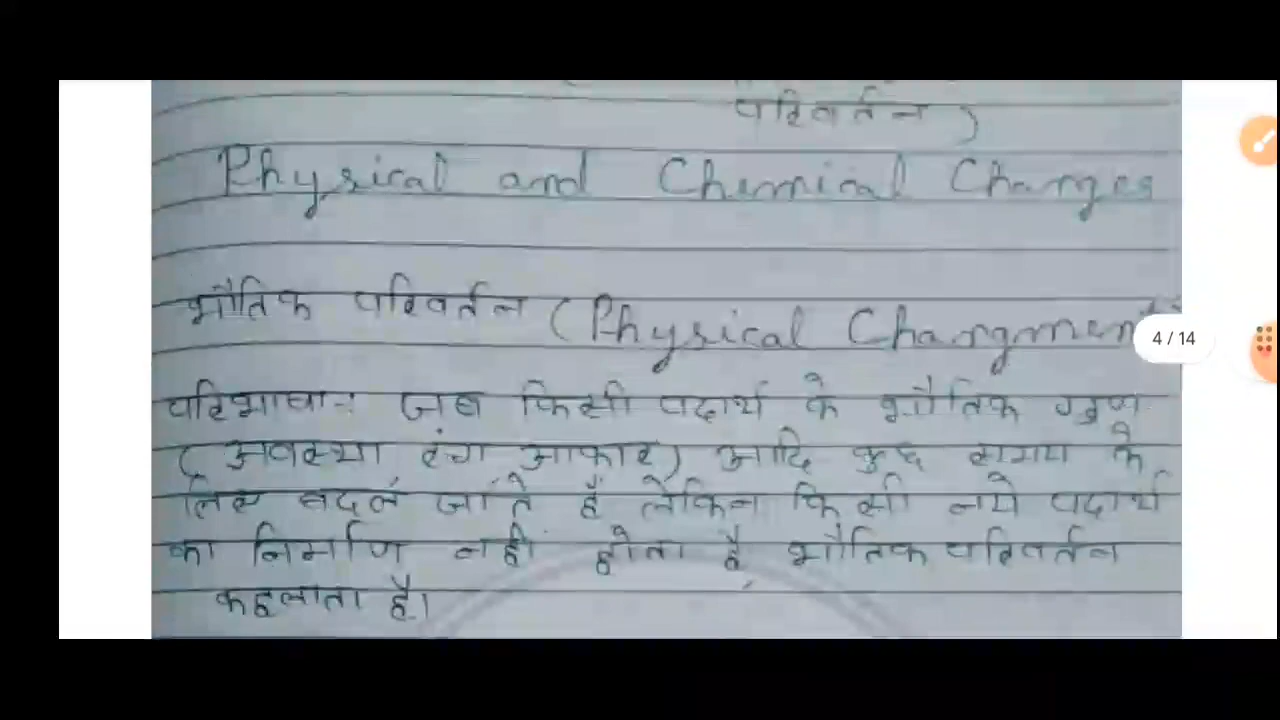 परिवर्तन)
Physical and Chemical Changes
भौतिक परिवर्तन (Physical Changment
4 / 14
परिभाषा-: जब किसी पदार्थ के भौतिक गुण
(अवस्था रंग आकार) आदि कुछ समय के
लिए बदल जाते हैं लेकिन किसी नये पदार्थ
का निर्माण नहीं होता है भौतिक परिवर्तन
कहलाता है।